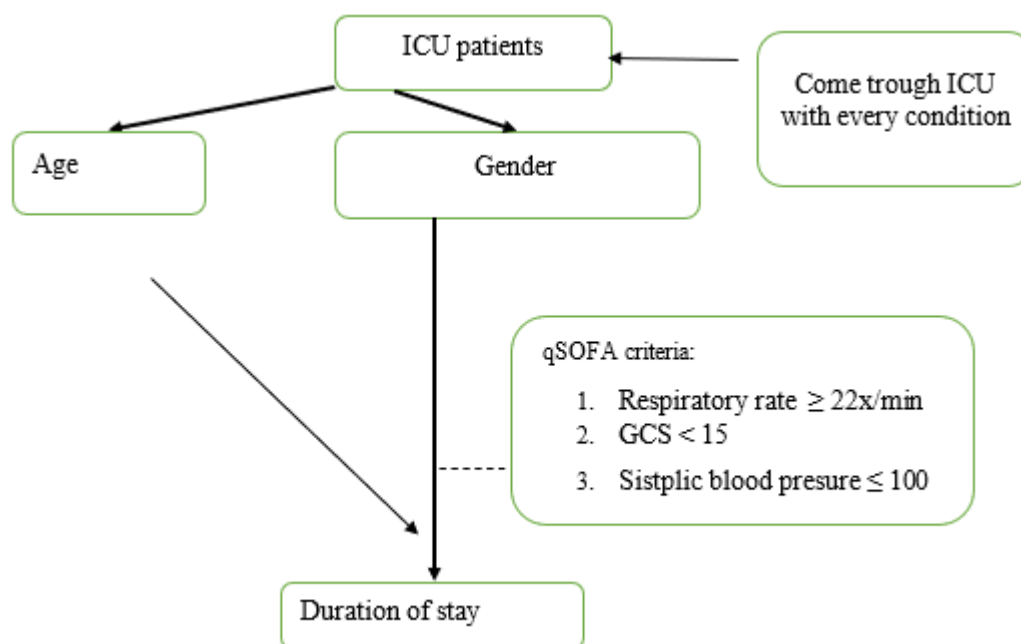 ICU patients
Come trough ICU
with every condition
Age
Gender
qSOFA criteria:
1. Respiratory rate ≥ 22x/min
2. GCS < 15
3. Sistplic blood presure ≤ 100
Duration of stay